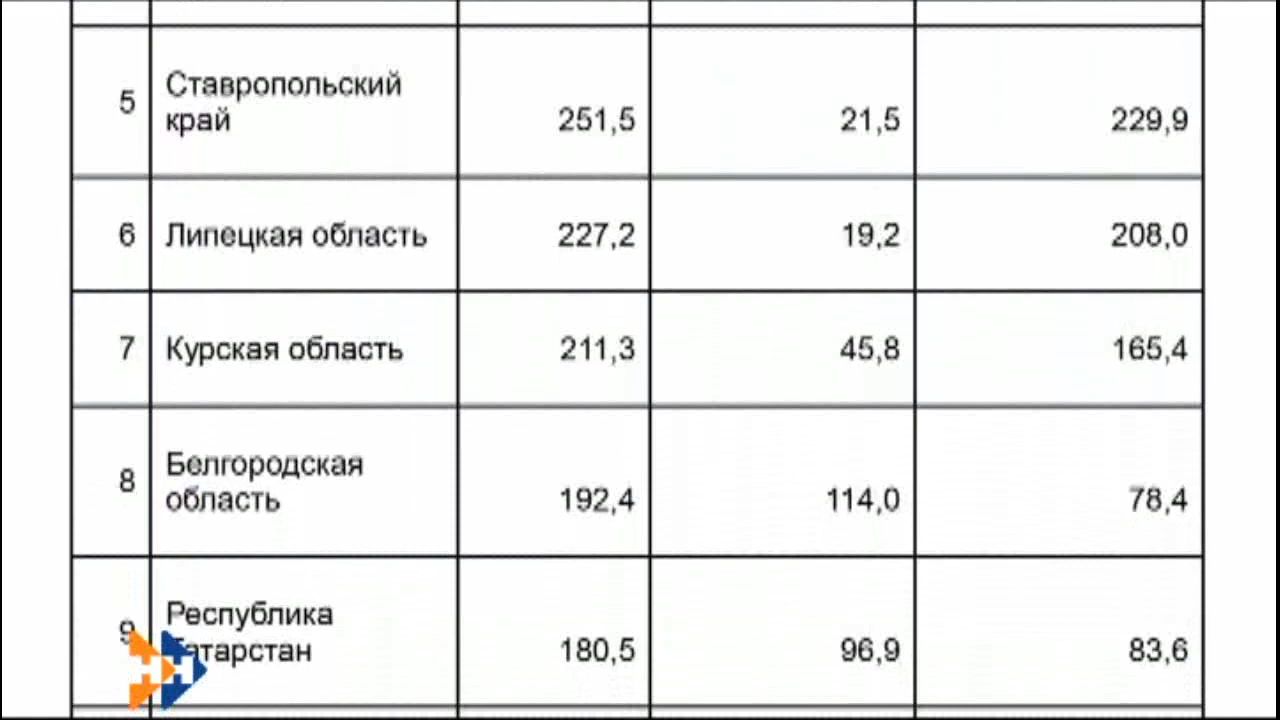 5 Ставропольский край 251,5 21,5 229,9
6 Липецкая область 227,2 19,2 208,0
7 Курская область 211,3 45,8 165,4
8 Белгородская область 192,4 114,0 78,4
9 Республика Татарстан 180,5 96,9 83,6